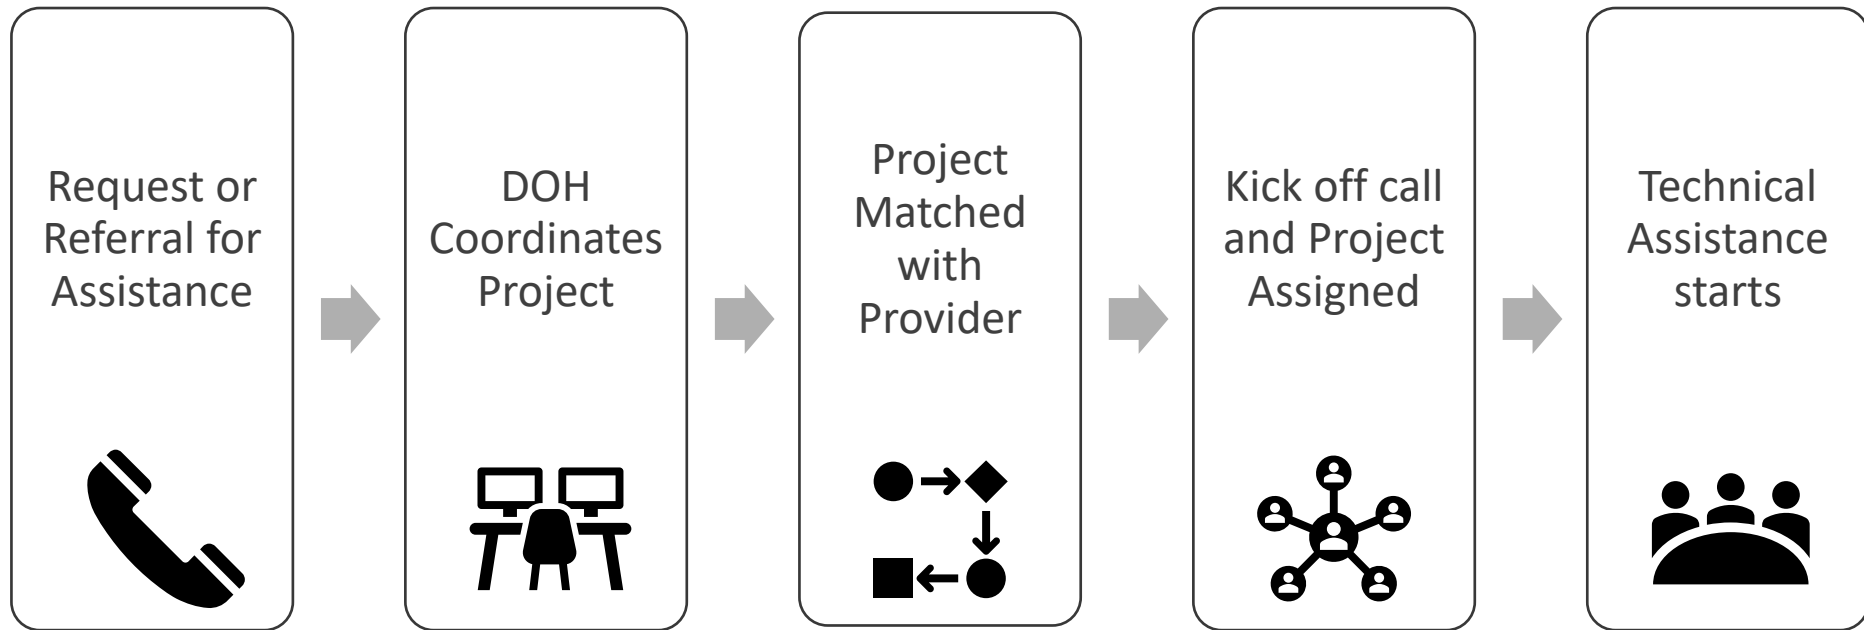 Request or
Referral for
Assistance
DOH
Coordinates
Project
Project
Matched
with
Provider
Kick off call
and Project
Assigned
Technical
Assistance
starts